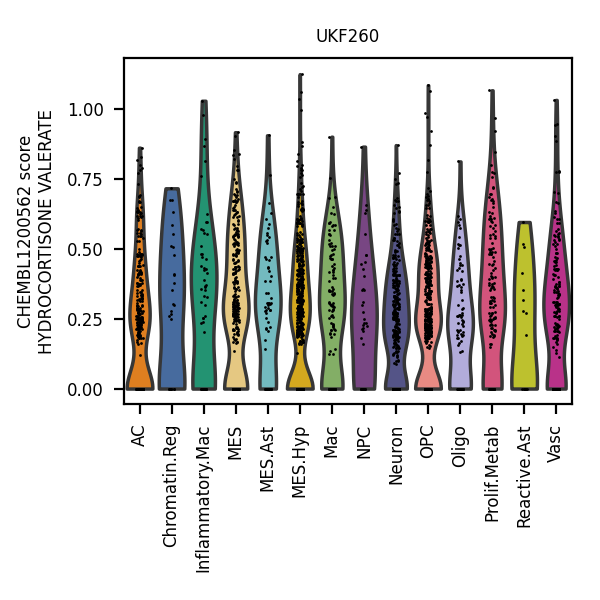 UKF260
CHEMBL1200562 score
HYDROCORTISONE VALERATE
1.00
0.75
0.50
0.25
0.00
AC
Chromatin.Reg
Inflammatory.Mac
MES
MES.Ast
MES.Hyp
Mac
NPC
Neuron
OPC
Oligo
Prolif.Metab
Reactive.Ast
Vasc